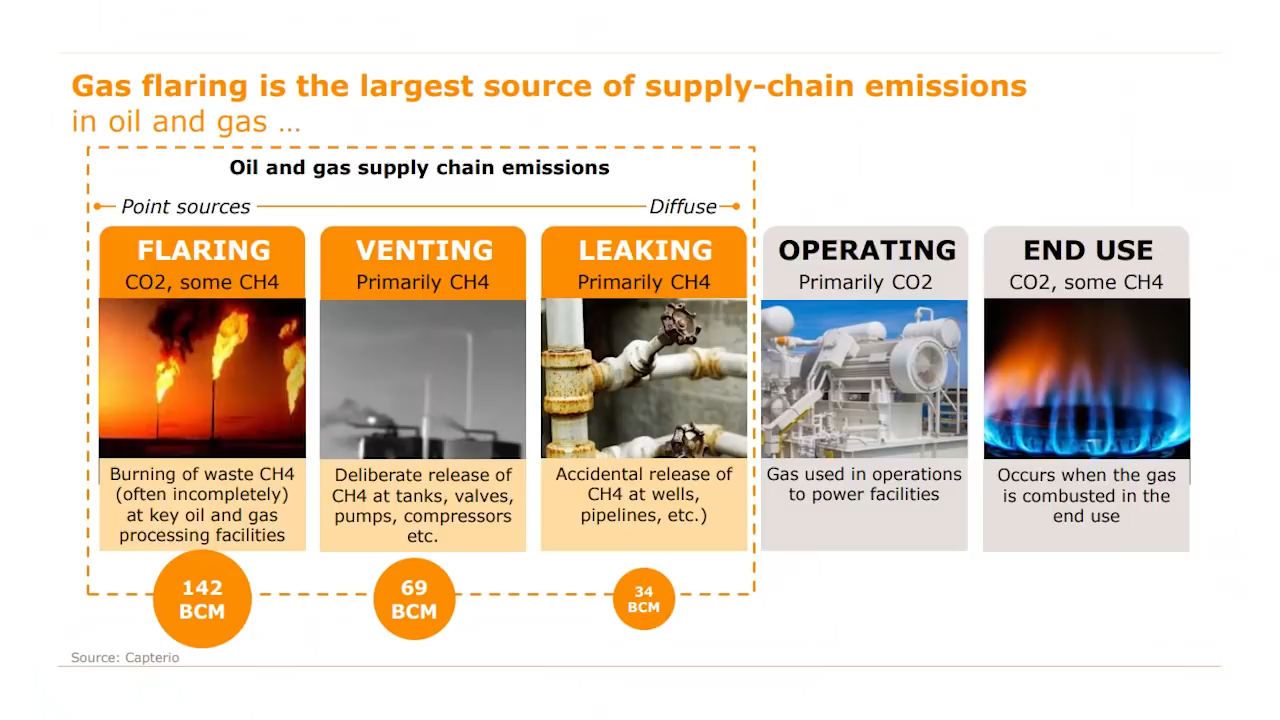 Gas flaring is the largest source of supply-chain emissions
in oil and gas …
Oil and gas supply chain emissions
Point sources
Diffuse
FLARING
CO2, some CH4
Burning of waste CH4
(often incompletely)
at key oil and gas
processing facilities
142
BCM
VENTING
Primarily CH4
Deliberate release of
CH4 at tanks, valves,
pumps, compressors
etc.
69
BCM
LEAKING
Primarily CH4
Accidental release of
CH4 at wells,
pipelines, etc.)
34
BCM
OPERATING
Primarily CO2
Gas used in operations
to power facilities
END USE
CO2, some CH4
Occurs when the gas
is combusted in the
end use
Source: Capterio